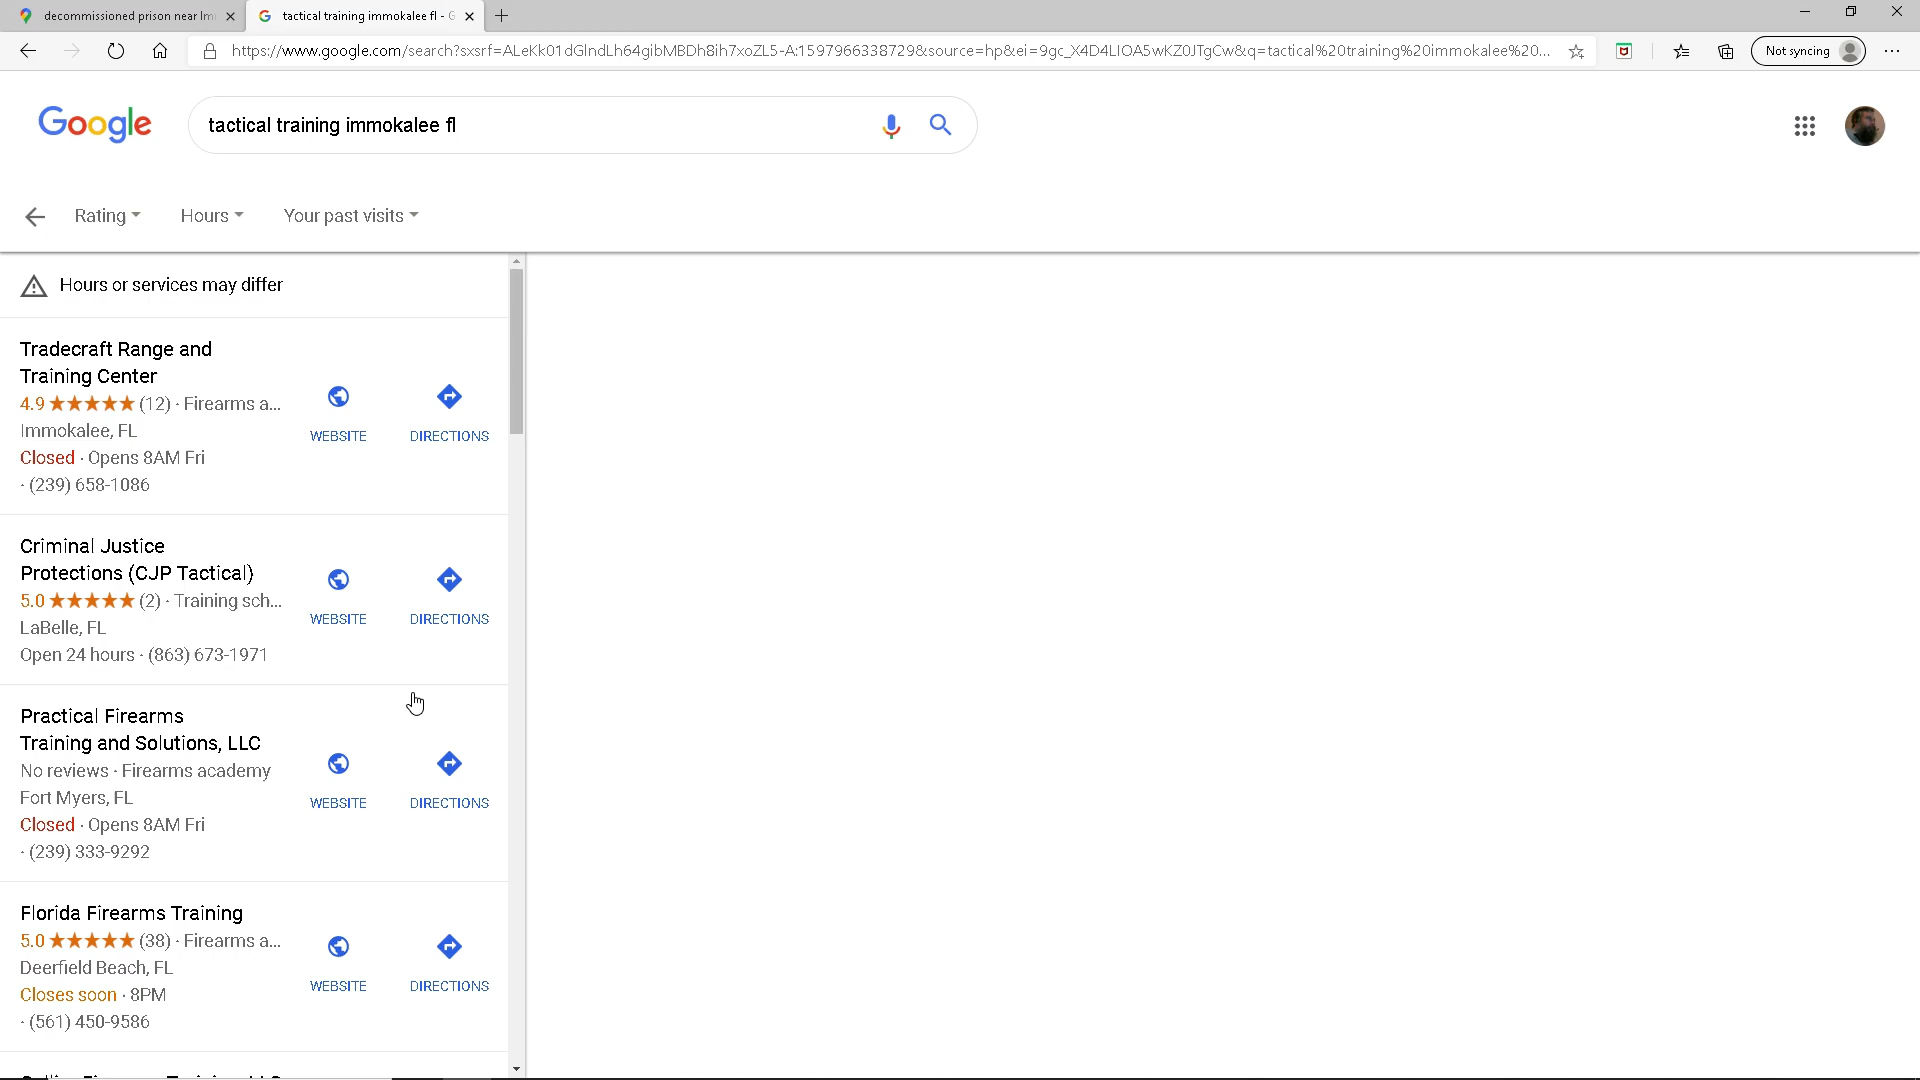 decommissioned prison near Im
tactical training immokalee fl - G
https://www.google.com/search?sxsrf=ALeKk01dGlndLh64gibMBDh8ih7xoZL5-A:1597966338729&source=hp&ei=9gc_X4D4LIOA5wKZ0JTgCw&q=tactical%20training%20immokalee%20...
Not syncing
Google
tactical training immokalee fl
Rating
Hours
Your past visits
Hours or services may differ
Tradecraft Range and
Training Center
4.9 ★★★★★ (12) · Firearms a...
Immokalee, FL
Closed · Opens 8AM Fri
· (239) 658-1086
WEBSITE
DIRECTIONS
Criminal Justice
Protections (CJP Tactical)
5.0 ★★★★★ (2) · Training sch...
LaBelle, FL
Open 24 hours · (863) 673-1971
WEBSITE
DIRECTIONS
Practical Firearms
Training and Solutions, LLC
No reviews · Firearms academy
Fort Myers, FL
Closed · Opens 8AM Fri
· (239) 333-9292
WEBSITE
DIRECTIONS
Florida Firearms Training
5.0 ★★★★★ (38) · Firearms a...
Deerfield Beach, FL
Closes soon · 8PM
· (561) 450-9586
WEBSITE
DIRECTIONS